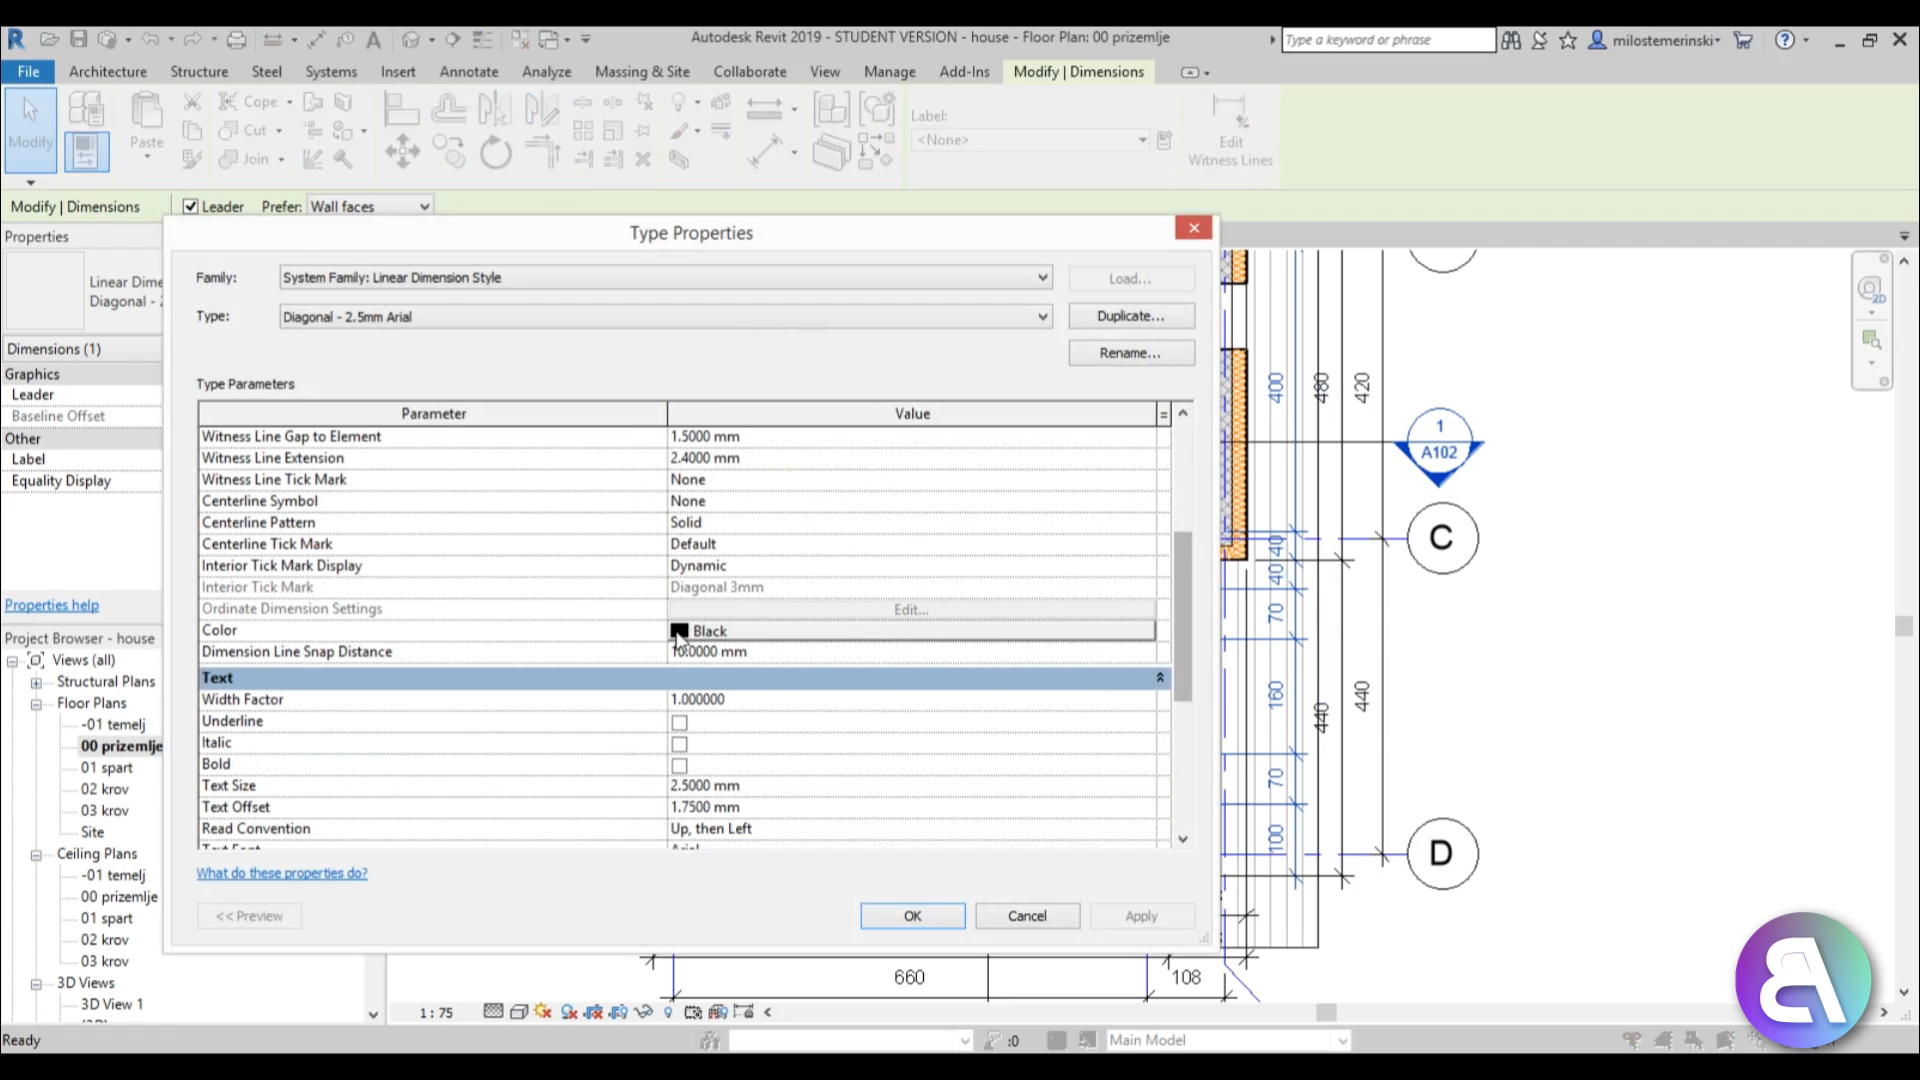 Autodesk Revit 2019 - STUDENT VERSION - house - Floor Plan: 00 prizemlje
Type a keyword or phrase
milostemerinski
File Architecture Structure Steel Systems Insert Annotate Analyze Massing & Site Collaborate View Manage Add-Ins Modify | Dimensions
Modify
Paste
Cope
Cut
Join
Label:
<None>
Edit
Witness Lines
Modify | Dimensions Leader Prefer: Wall faces
Properties
Linear Dime
Diagonal - 2
Dimensions (1)
Graphics
Leader
Baseline Offset
Other
Label
Equality Display
Properties help
Project Browser - house
Views (all)
Structural Plans
Floor Plans
-01 temelj
00 prizemlje
01 spart
02 krov
03 krov
Site
Ceiling Plans
-01 temelj
00 prizemlje
01 spart
02 krov
03 krov
3D Views
3D View 1
Type Properties
Family: System Family: Linear Dimension Style Load...
Type: Diagonal - 2.5mm Arial Duplicate...
Rename...
Type Parameters
Parameter Value =
Witness Line Gap to Element 1.5000 mm
Witness Line Extension 2.4000 mm
Witness Line Tick Mark None
Centerline Symbol None
Centerline Pattern Solid
Centerline Tick Mark Default
Interior Tick Mark Display Dynamic
Interior Tick Mark Diagonal 3mm
Ordinate Dimension Settings Edit...
Color Black
Dimension Line Snap Distance 10.0000 mm
Text
Width Factor 1.000000
Underline
Italic
Bold
Text Size 2.5000 mm
Text Offset 1.7500 mm
Read Convention Up, then Left
Text Font Arial
What do these properties do?
<< Preview OK Cancel Apply
2D
400
480
420
1
A102
C
40
40
70
160
440
440
70
100
D
660
108
1 : 75
Ready
:0
Main Model